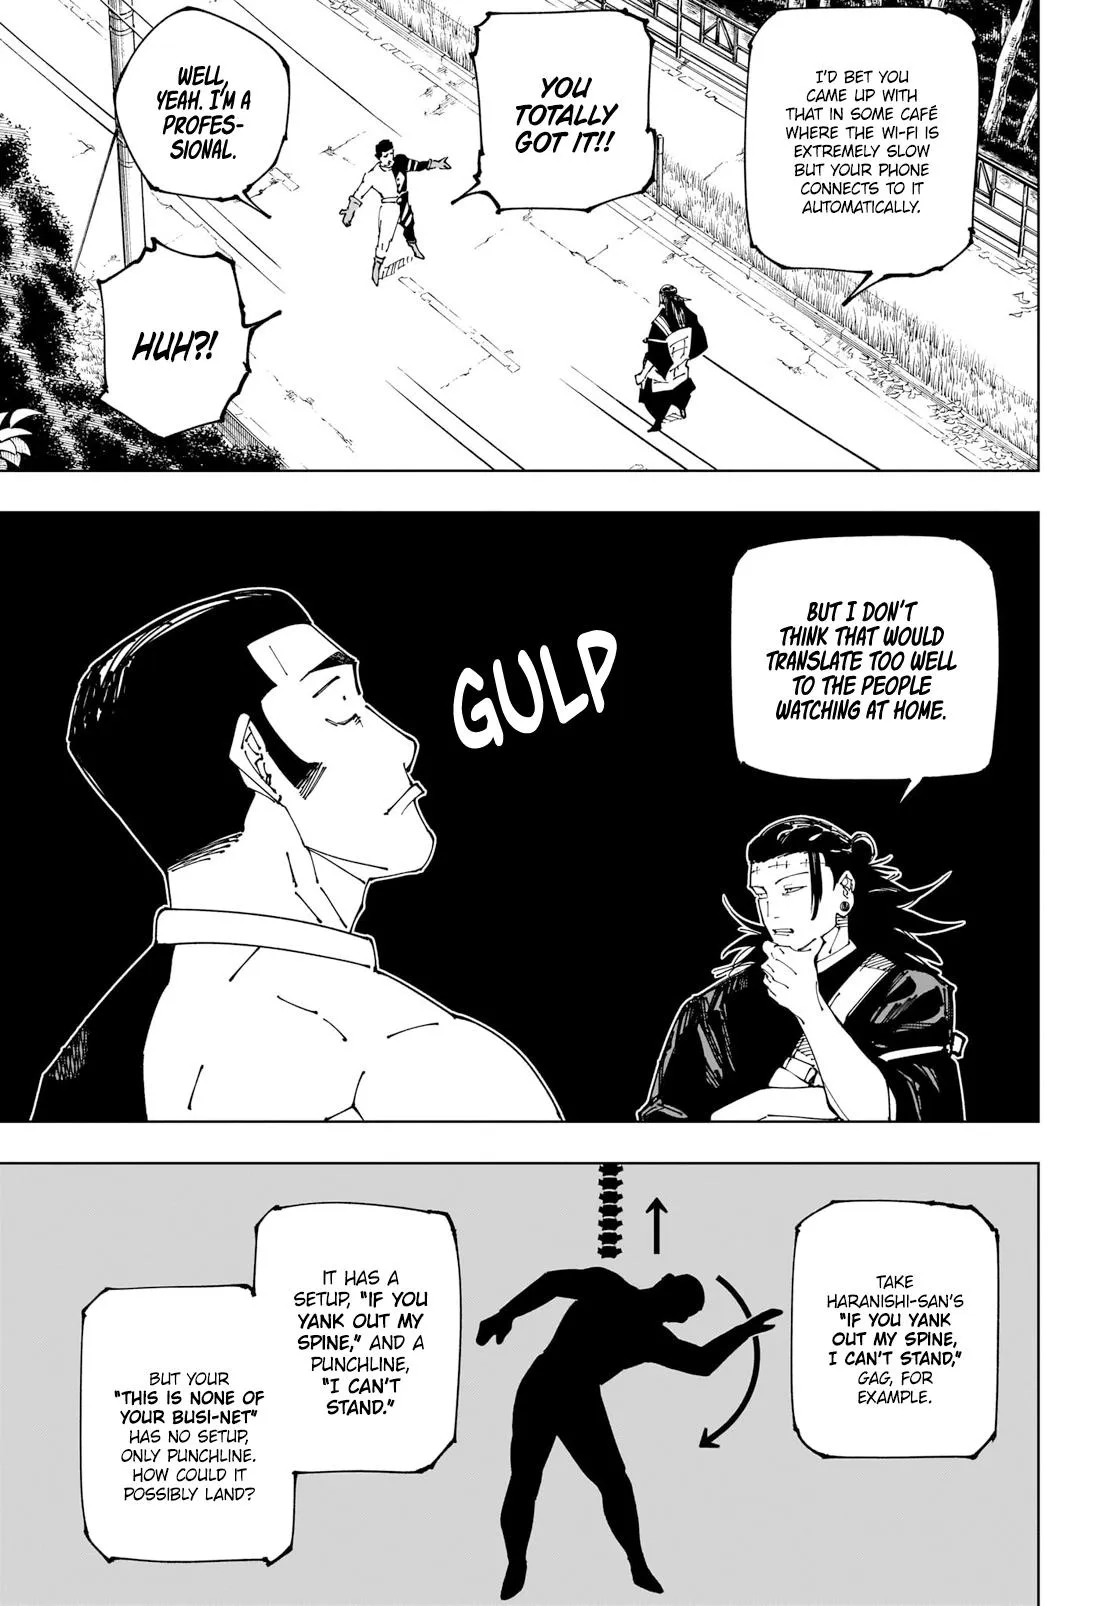 I'D BET YOU
CAME UP WITH
THAT IN SOME CAFÉ
WHERE THE WI-FI IS
EXTREMELY SLOW
BUT YOUR PHONE
CONNECTS TO IT
AUTOMATICALLY.
YOU
TOTALLY
GOT IT!!
WELL,
YEAH. I'M A
PROFES-
SIONAL.
HUH?!
BUT I DON'T
THINK THAT WOULD
TRANSLATE TOO WELL
TO THE PEOPLE
WATCHING AT HOME.
GULP
TAKE
HARANISHI-SAN'S
"IF YOU YANK
OUT MY SPINE,
I CAN'T STAND,"
GAG, FOR
EXAMPLE.
IT HAS A
SETUP, "IF YOU
YANK OUT MY
SPINE," AND A
PUNCHLINE,
"I CAN'T
STAND."
BUT YOUR
"THIS IS NONE OF
YOUR BUSI-NET"
HAS NO SETUP,
ONLY PUNCHLINE.
HOW COULD IT
POSSIBLY LAND?